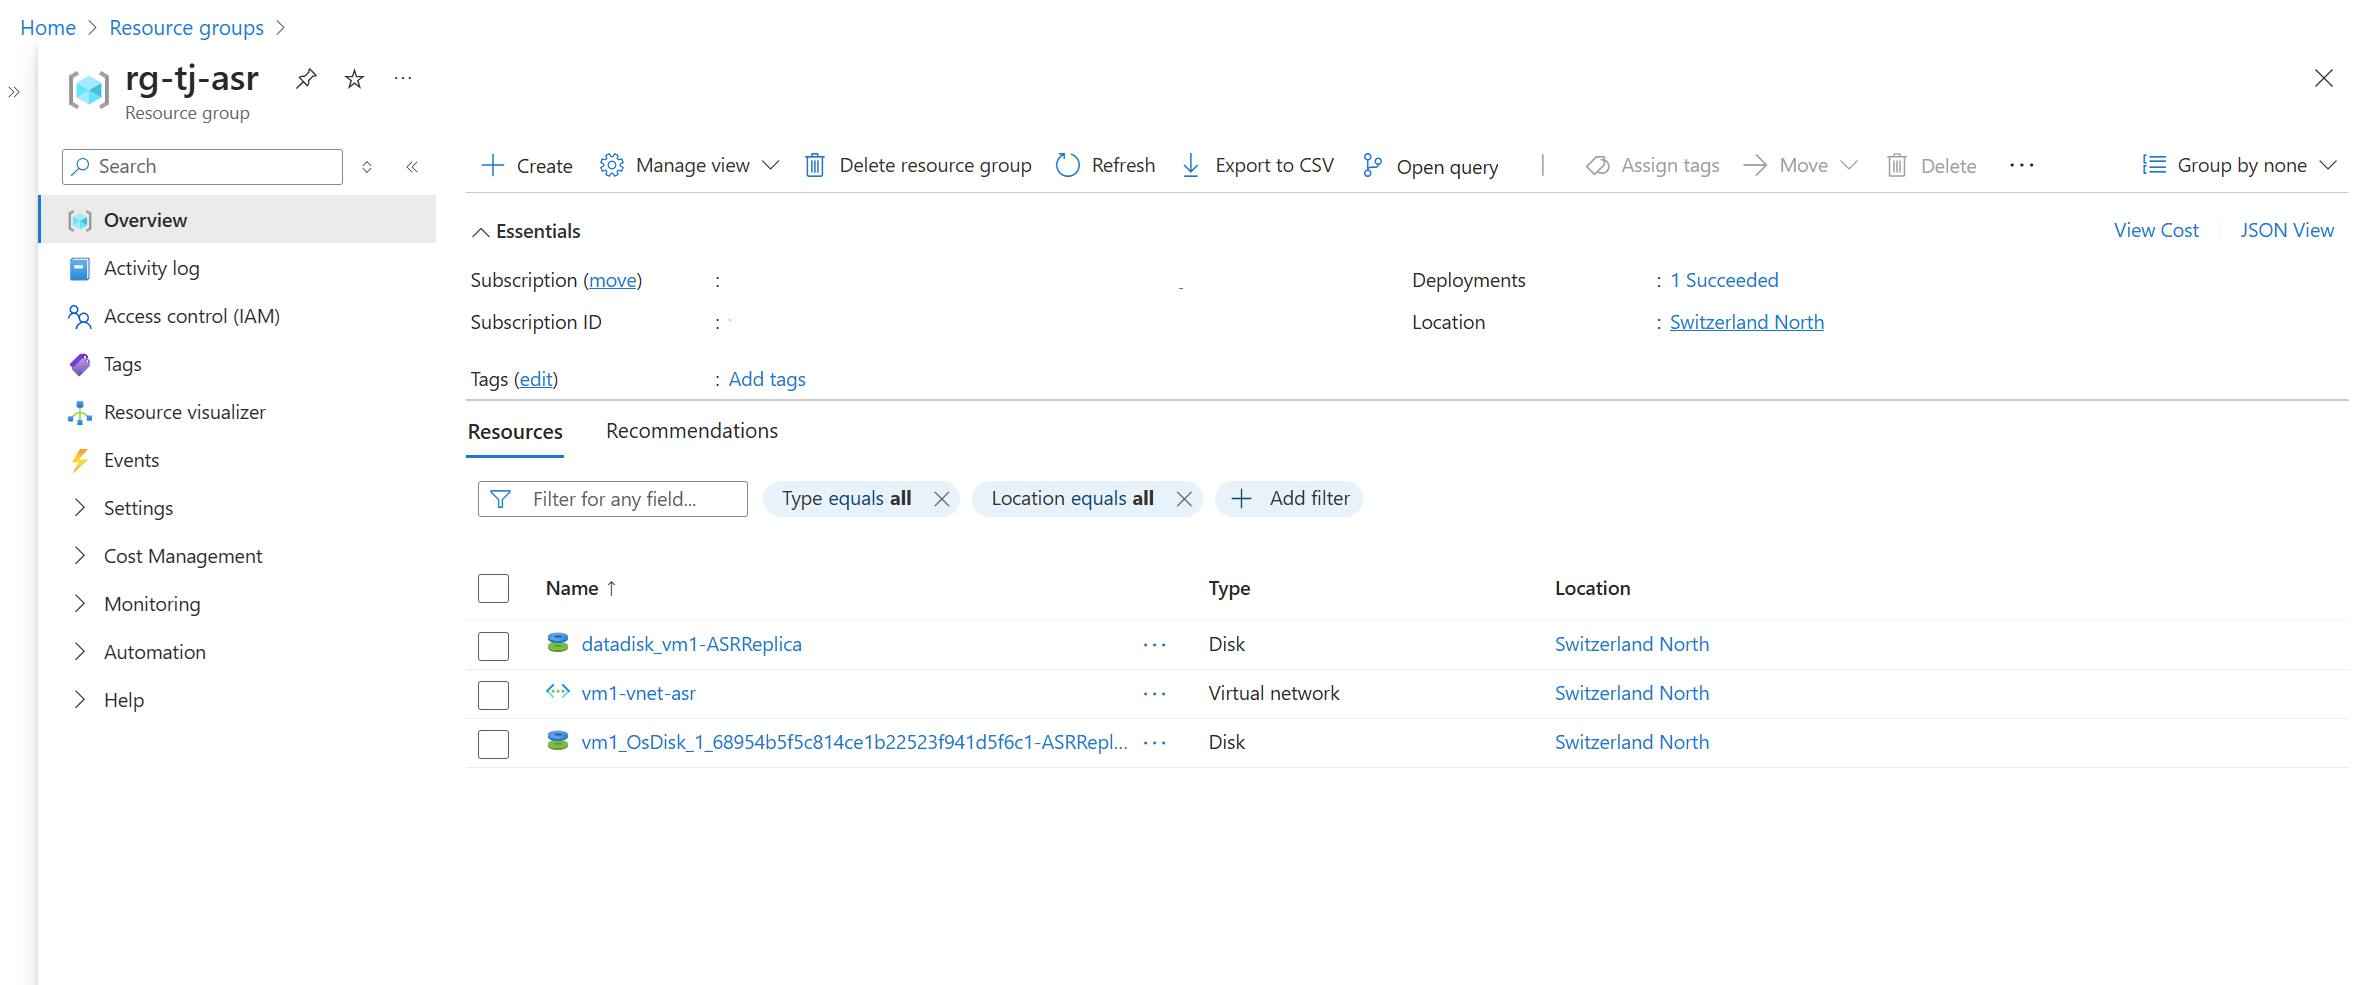 Home > Resource groups >
rg-tj-asr
Resource group
Search
Overview
Activity log
Access control (IAM)
Tags
Resource visualizer
Events
Settings
Cost Management
Monitoring
Automation
Help
Create Manage view Delete resource group Refresh Export to CSV Open query | Assign tags Move Delete ... Group by none
Essentials View Cost JSON View
Subscription (move) : Deployments : 1 Succeeded
Subscription ID : Location : Switzerland North
Tags (edit) : Add tags
Resources Recommendations
Filter for any field... Type equals all Location equals all Add filter
Name ↑ Type Location
datadisk_vm1-ASRReplica ... Disk Switzerland North
vm1-vnet-asr ... Virtual network Switzerland North
vm1_OsDisk_1_68954b5f5c814ce1b22523f941d5f6c1-ASRRepl... ... Disk Switzerland North